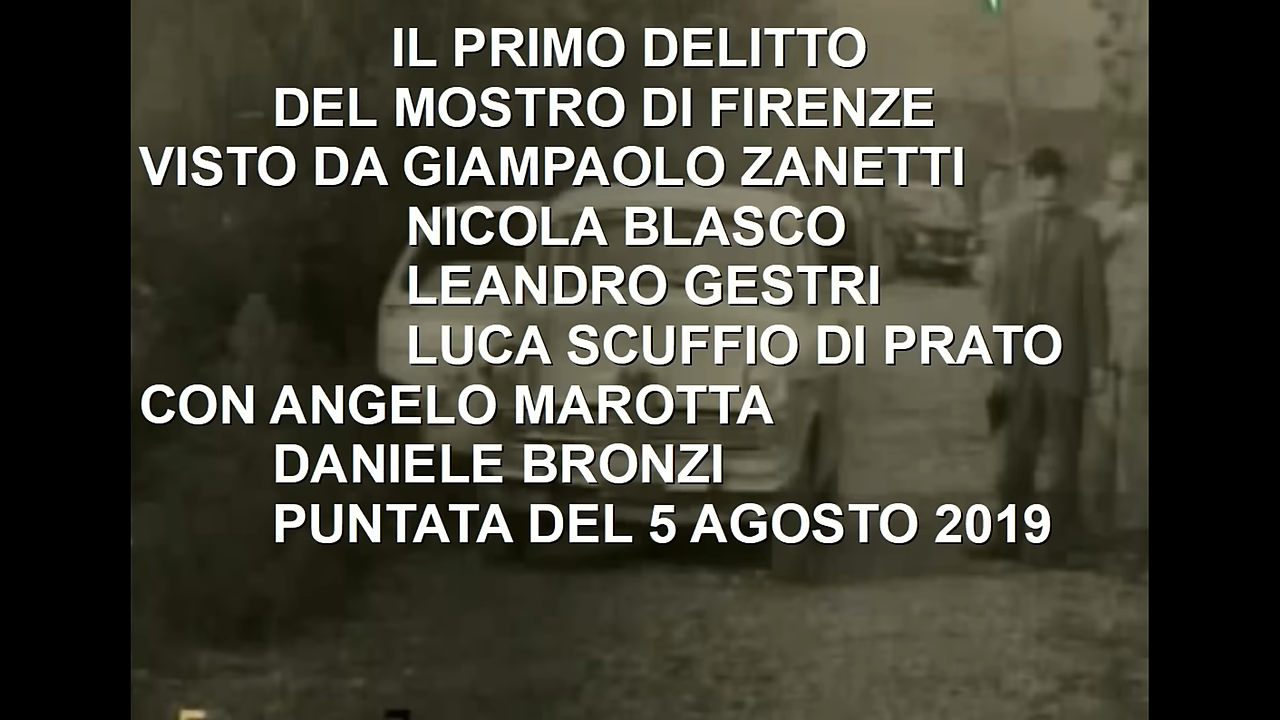 IL PRIMO DELITTO
DEL MOSTRO DI FIRENZE
VISTO DA GIAMPAOLO ZANETTI
NICOLA BLASCO
LEANDRO GESTRI
LUCA SCUFFIO DI PRATO
CON ANGELO MAROTTA
DANIELE BRONZI
PUNTATA DEL 5 AGOSTO 2019